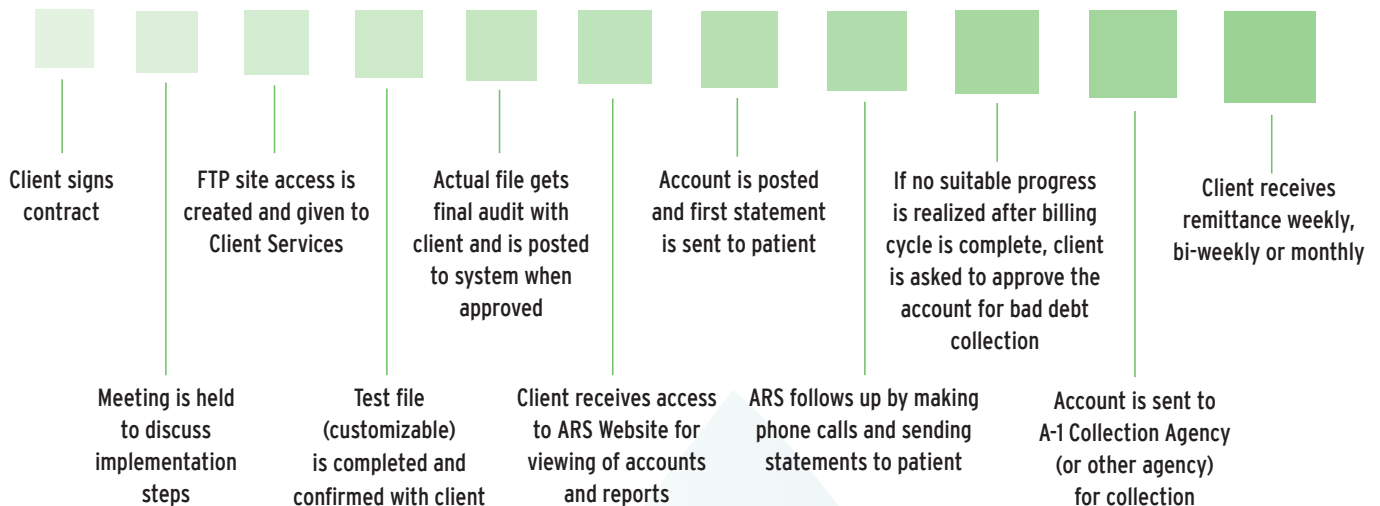 Client signs
contract
Meeting is held
to discuss
implementation
steps
FTP site access is
created and given to
Client Services
Test file
(customizable)
is completed and
confirmed with client
Actual file gets
final audit with
client and is posted
to system when
approved
Client receives access
to ARS Website for
viewing of accounts
and reports
Account is posted
and first statement
is sent to patient
ARS follows up by making
phone calls and sending
statements to patient
If no suitable progress
is realized after billing
cycle is complete, client
is asked to approve the
account for bad debt
collection
Account is sent to
A-1 Collection Agency
(or other agency)
for collection
Client receives
remittance weekly,
bi-weekly or monthly